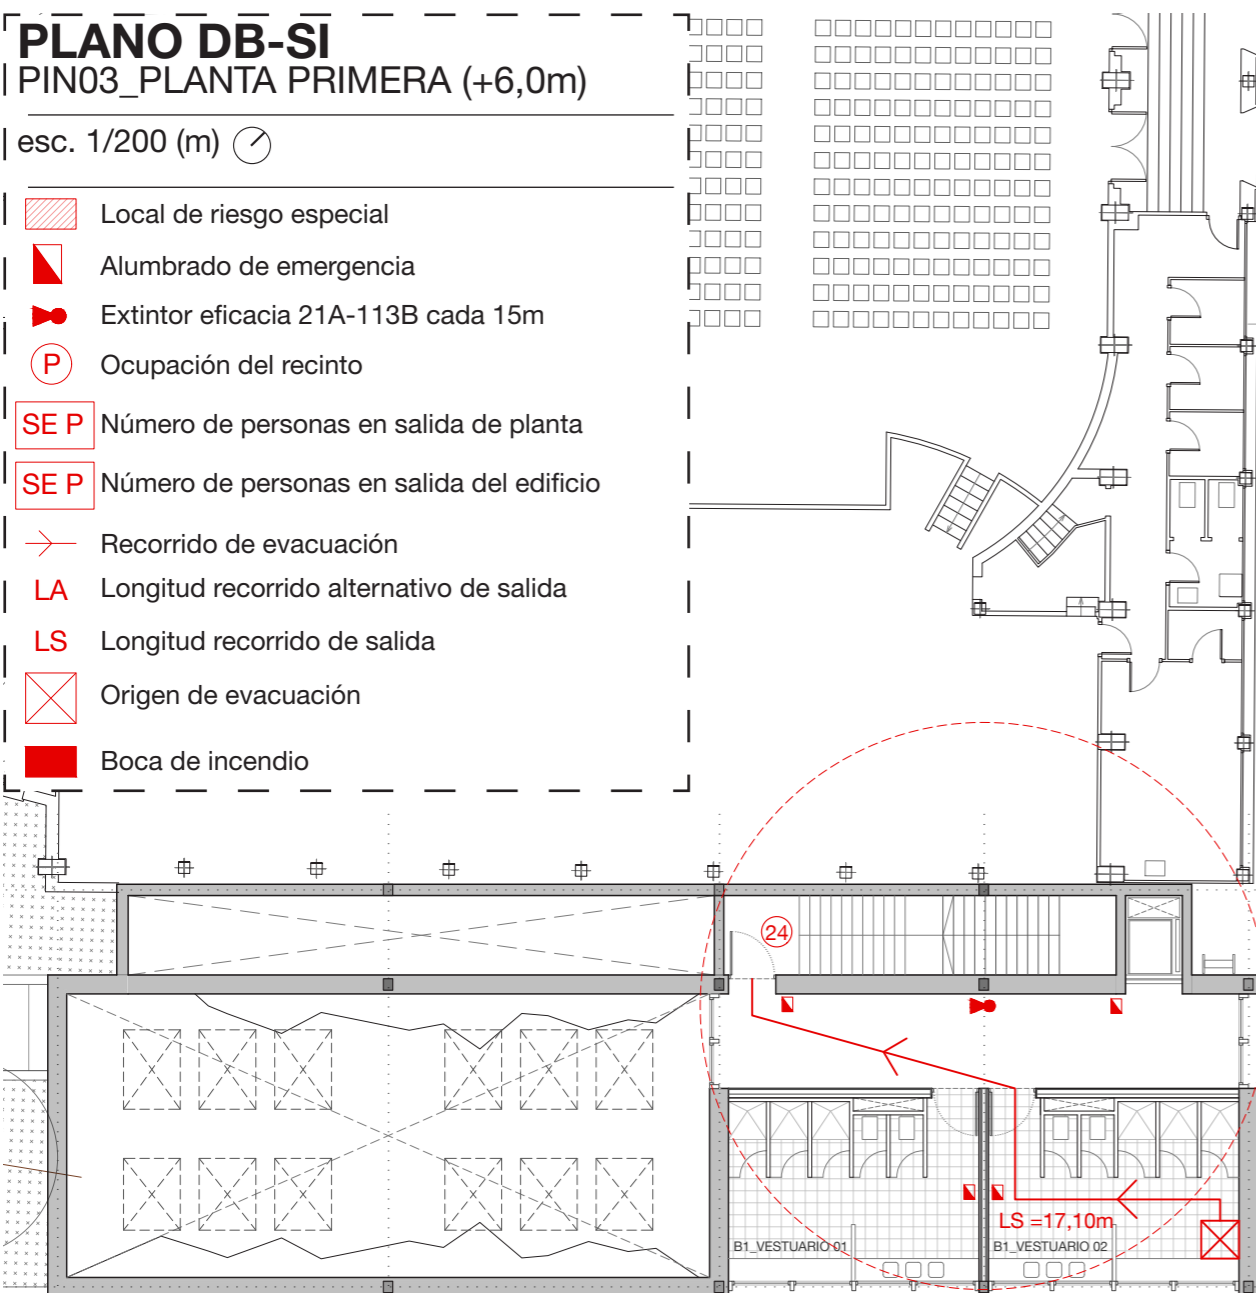 PLANO DB-SI
PIN03_PLANTA PRIMERA (+6,0m)
esc. 1/200 (m)
Local de riesgo especial
Alumbrado de emergencia
Extintor eficacia 21A-113B cada 15m
P Ocupación del recinto
SE P Número de personas en salida de planta
SE P Número de personas en salida del edificio
Recorrido de evacuación
LA Longitud recorrido alternativo de salida
LS Longitud recorrido de salida
Origen de evacuación
Boca de incendio
24
LS =17,10m
B1_VESTUARIO 01
B1_VESTUARIO 02